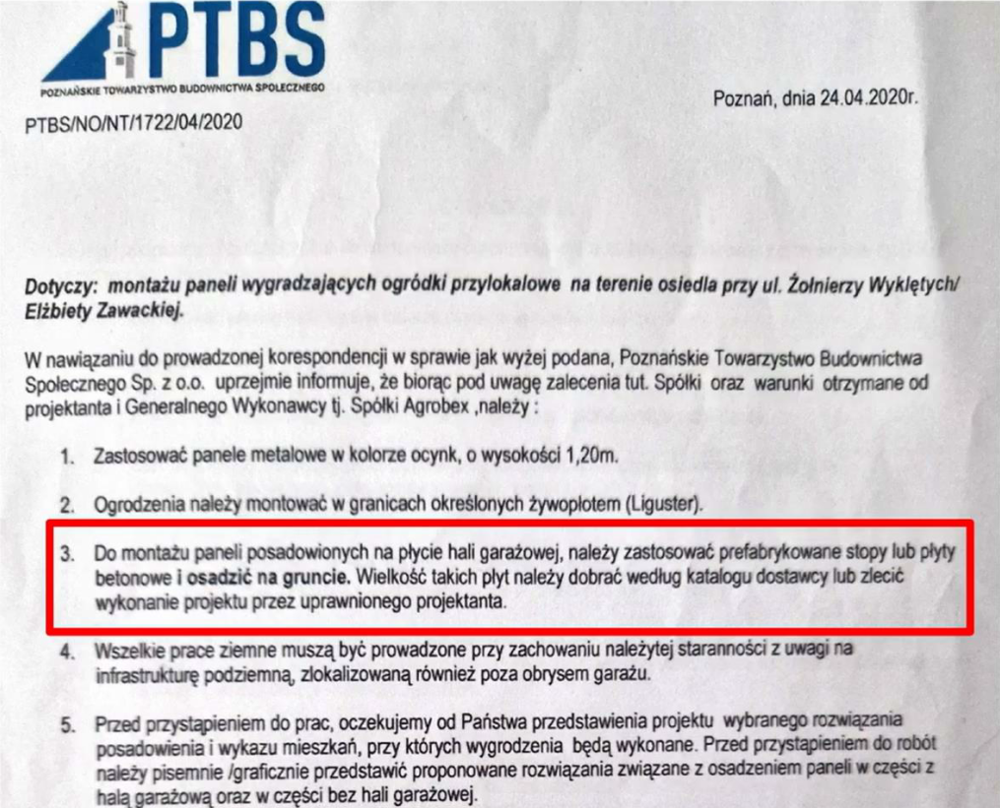 PTBS
POZNAŃSKIE TOWARZYSTWO BUDOWNICTWA SPOŁECZNEGO
Poznań, dnia 24.04.2020r.
PTBS/NO/NT/1722/04/2020
Dotyczy: montażu paneli wygradzających ogródki przylokalowe na terenie osiedla przy ul. Żołnierzy Wyklętych/
Elżbiety Zawackiej.
W nawiązaniu do prowadzonej korespondencji w sprawie jak wyżej podana, Poznańskie Towarzystwo Budownictwa
Społecznego Sp. z o.o. uprzejmie informuje, że biorąc pod uwagę zalecenia tut. Spółki oraz warunki otrzymane od
projektanta i Generalnego Wykonawcy tj. Spółki Agrobex ,należy :
1. Zastosować panele metalowe w kolorze ocynk, o wysokości 1,20m.
2. Ogrodzenia należy montować w granicach określonych żywopłotem (Liguster).
3. Do montażu paneli posadowionych na płycie hali garażowej, należy zastosować prefabrykowane stopy lub płyty
betonowe i osadzić na gruncie. Wielkość takich płyt należy dobrać według katalogu dostawcy lub zlecić
wykonanie projektu przez uprawnionego projektanta.
4. Wszelkie prace ziemne muszą być prowadzone przy zachowaniu należytej staranności z uwagi na
infrastrukturę podziemną, zlokalizowaną również poza obrysem garażu.
5. Przed przystąpieniem do prac, oczekujemy od Państwa przedstawienia projektu wybranego rozwiązania
posadowienia i wykazu mieszkań, przy których wygrodzenia będą wykonane. Przed przystąpieniem do robót
należy pisemnie /graficznie przedstawić proponowane rozwiązania związane z osadzeniem paneli w części z
halą garażową oraz w części bez hali garażowej.